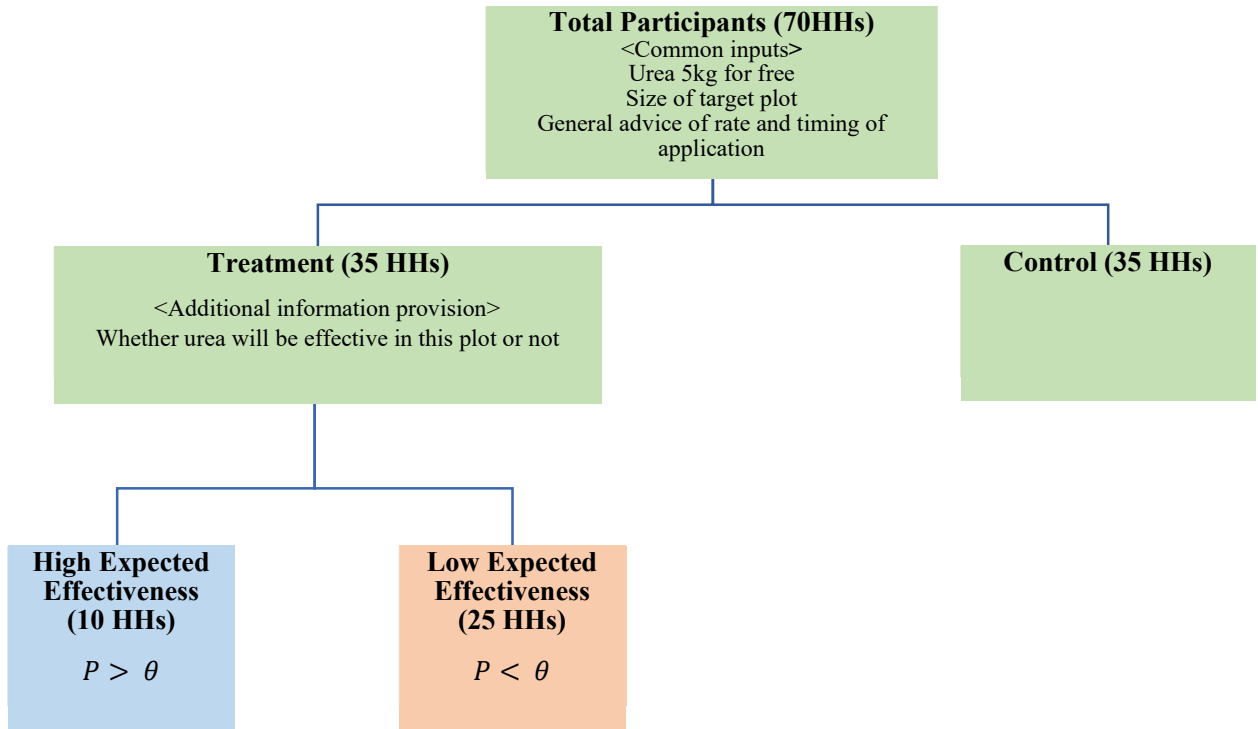 Total Participants (70HHs)
<Common inputs>
Urea 5kg for free
Size of target plot
General advice of rate and timing of
application
Treatment (35 HHs)
<Additional information provision>
Whether urea will be effective in this plot or not
Control (35 HHs)
High Expected
Effectiveness
(10 HHs)
P > θ
Low Expected
Effectiveness
(25 HHs)
P < θ